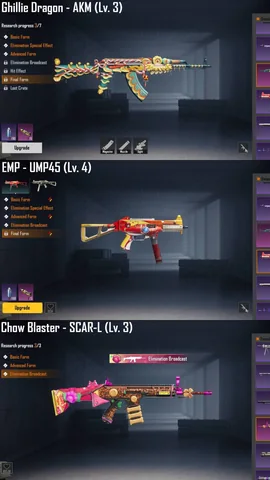 Ghillie Dragon - AKM (Lv. 3)
Research progress 3/7
Basic Form
Elimination Special Effect
Advanced Form
Elimination Broadcast
Hit Effect
Final Form
Loot Crate
Upgrade
EMP - UMP45 (Lv. 4)
Basic Form
Elimination Special Effect
Advanced Form
Elimination Broadcast
Final Form
Upgrade
Chow Blaster - SCAR-L (Lv. 3)
Research progress 3/3
Basic Form
Advanced Form
Elimination Broadcast
Elimination Broadcast